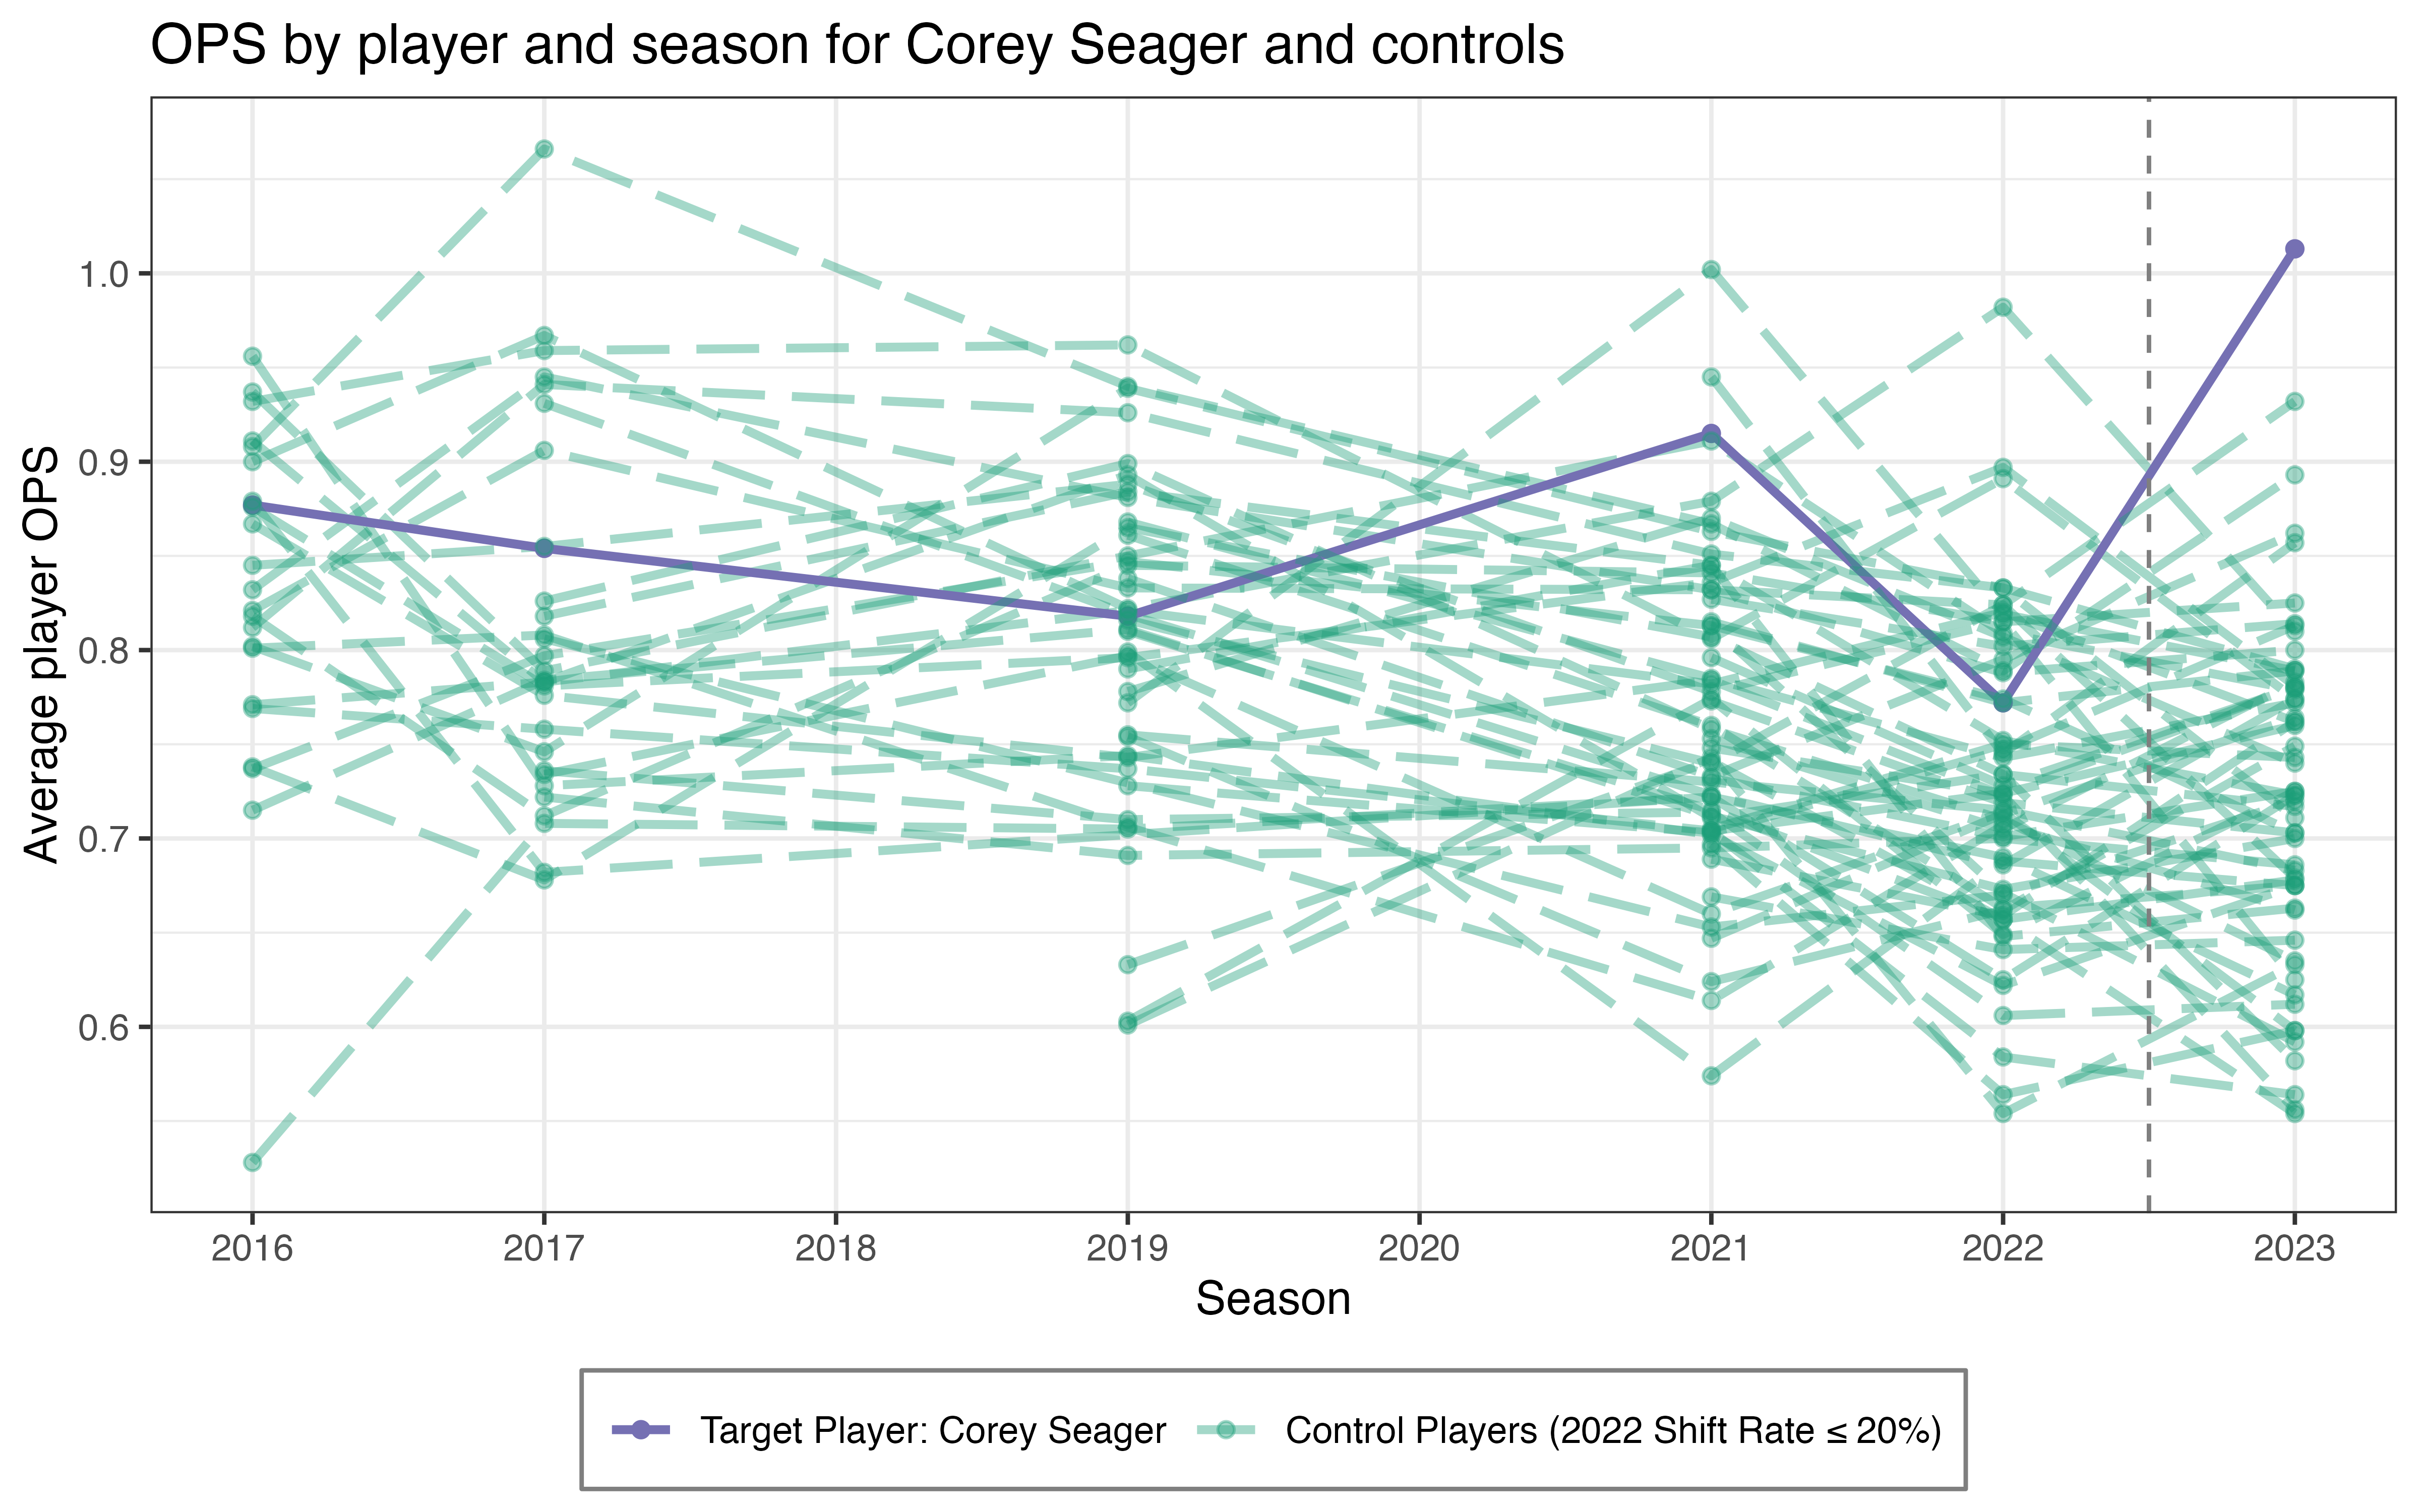 OPS by player and season for Corey Seager and controls
Average player OPS
1.0
0.9
0.8
0.7
0.6
2016 2017 2018 2019 2020 2021 2022 2023
Season
Target Player: Corey Seager Control Players (2022 Shift Rate ≤ 20%)